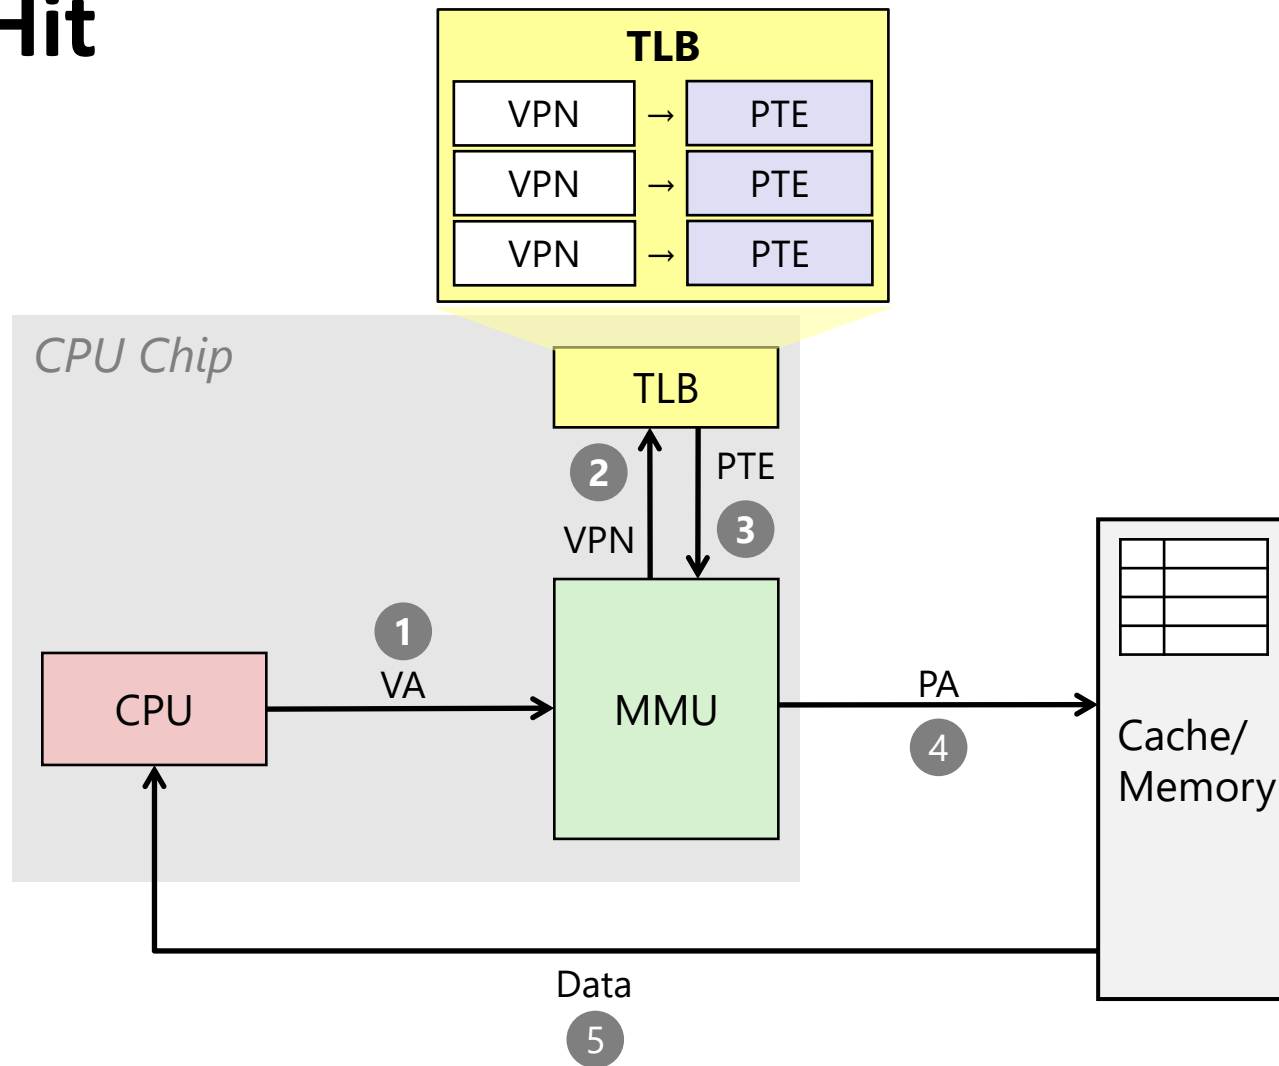 Hit
TLB
VPN → PTE
VPN → PTE
VPN → PTE
CPU Chip
TLB
2
PTE
VPN
3
1
VA
CPU
MMU
PA
4
Cache/
Memory
Data
5